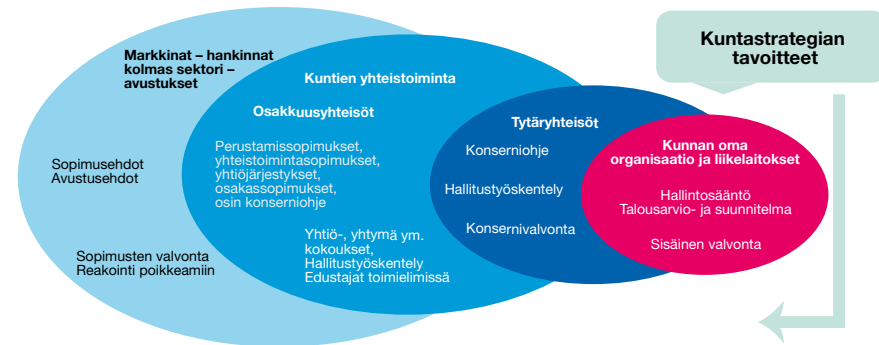 Markkinat – hankinnat
kolmas sektori –
avustukset
Sopimusehdot
Avustusehdot
Sopimusten valvonta
Reakointi poikkeamiin
Kuntien yhteistoiminta
Osakkuusyhteisöt
Perustamissopimukset,
yhteistoimintasopimukset,
yhtiöjärjestykset,
osakassopimukset,
osin konserniohje
Yhtiö-, yhtymä ym.
kokoukset,
Hallitustyöskentely
Edustajat toimielimissä
Tytäryhteisöt
Konserniohje
Hallitustyöskentely
Konsernivalvonta
Kunnan oma
organisaatio ja liikelaitokset
Hallintosääntö
Talousarvio- ja suunnitelma
Sisäinen valvonta
Kuntastrategian
tavoitteet